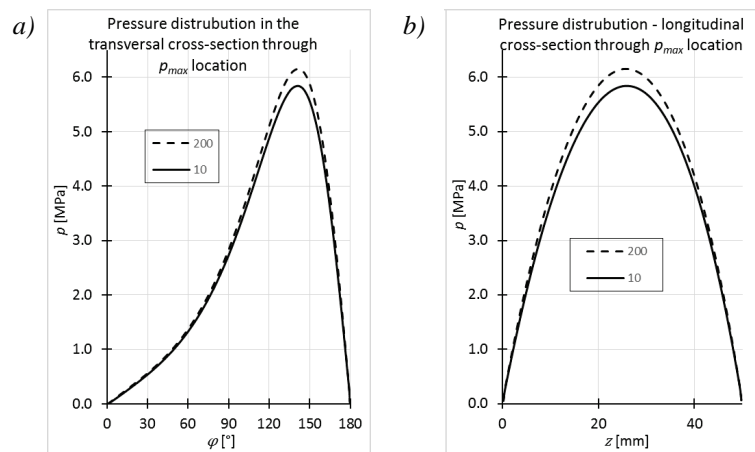 a)
Pressure distrubution in the
transversal cross-section through
pmax location
6.0
5.0
4.0
3.0
2.0
1.0
0.0
p [MPa]
200
10
0 30 60 90 120 150 180
φ [°]
b)
Pressure distrubution - longitudinal
cross-section through pmax location
6.0
5.0
4.0
3.0
2.0
1.0
0.0
p [MPa]
200
10
0 20 40
z [mm]